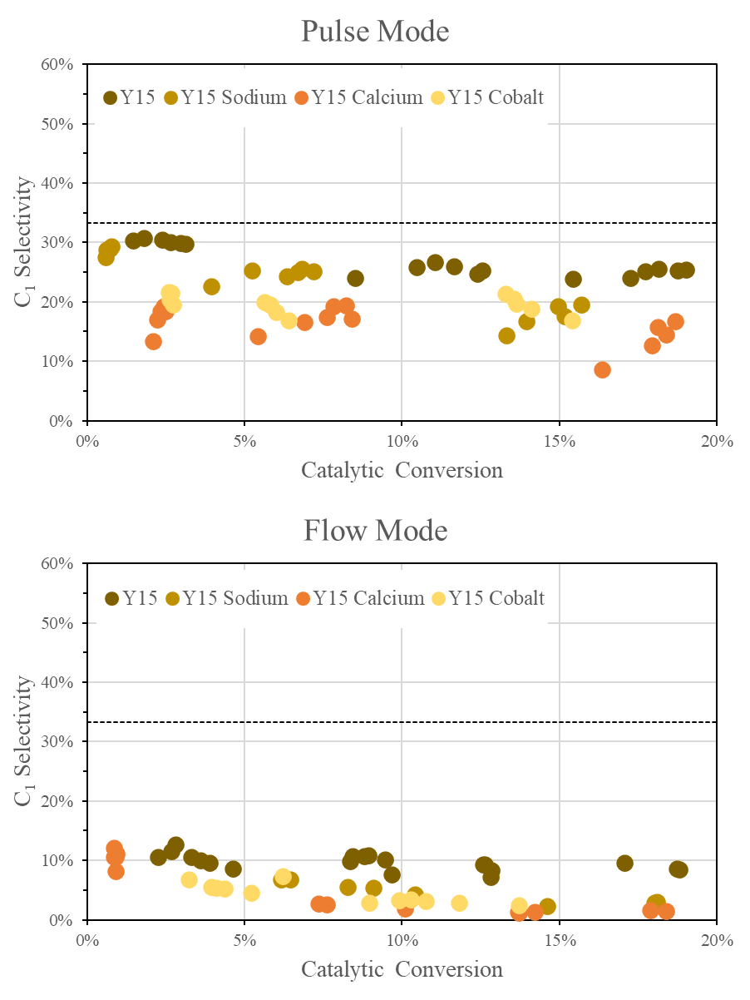 Pulse Mode
60%
Y15 Y15 Sodium Y15 Calcium Y15 Cobalt
50%
40%
C₁ Selectivity
30%
20%
10%
0%
0% 5% 10% 15% 20%
Catalytic Conversion
Flow Mode
60%
Y15 Y15 Sodium Y15 Calcium Y15 Cobalt
50%
40%
C₁ Selectivity
30%
20%
10%
0%
0% 5% 10% 15% 20%
Catalytic Conversion